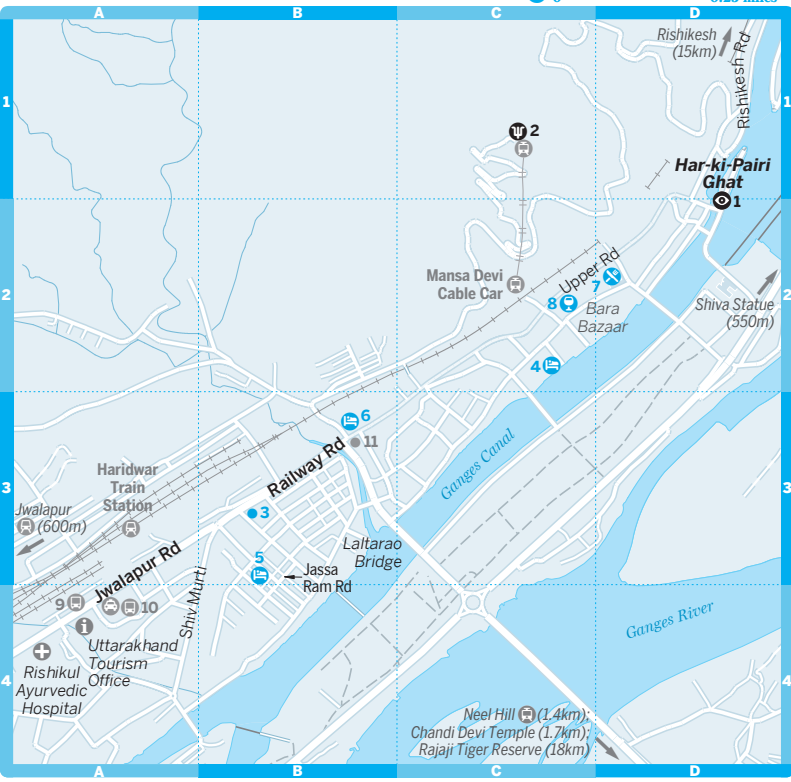 0.25 miles
A
B
C
D
1
Rishikesh
(15km)
Rishikesh Rd
1
2
Har-ki-Pairi
Ghat
1
Mansa Devi
Cable Car
Upper Rd
7
8
Bara
Bazaar
2
2
Shiva Statue
(550m)
4
6
11
Railway Rd
Ganges Canal
Haridwar
Train
Station
3
3
Jwalapur
(600m)
3
Jwalapur Rd
Laltarao
Bridge
5
Jassa
Ram Rd
Shiv Murti
9
10
Uttarakhand
Tourism
Office
Ganges River
Rishikul
Ayurvedic
Hospital
4
4
Neel Hill (1.4km);
Chandi Devi Temple (1.7km);
Rajaji Tiger Reserve (18km)
A
B
C
D